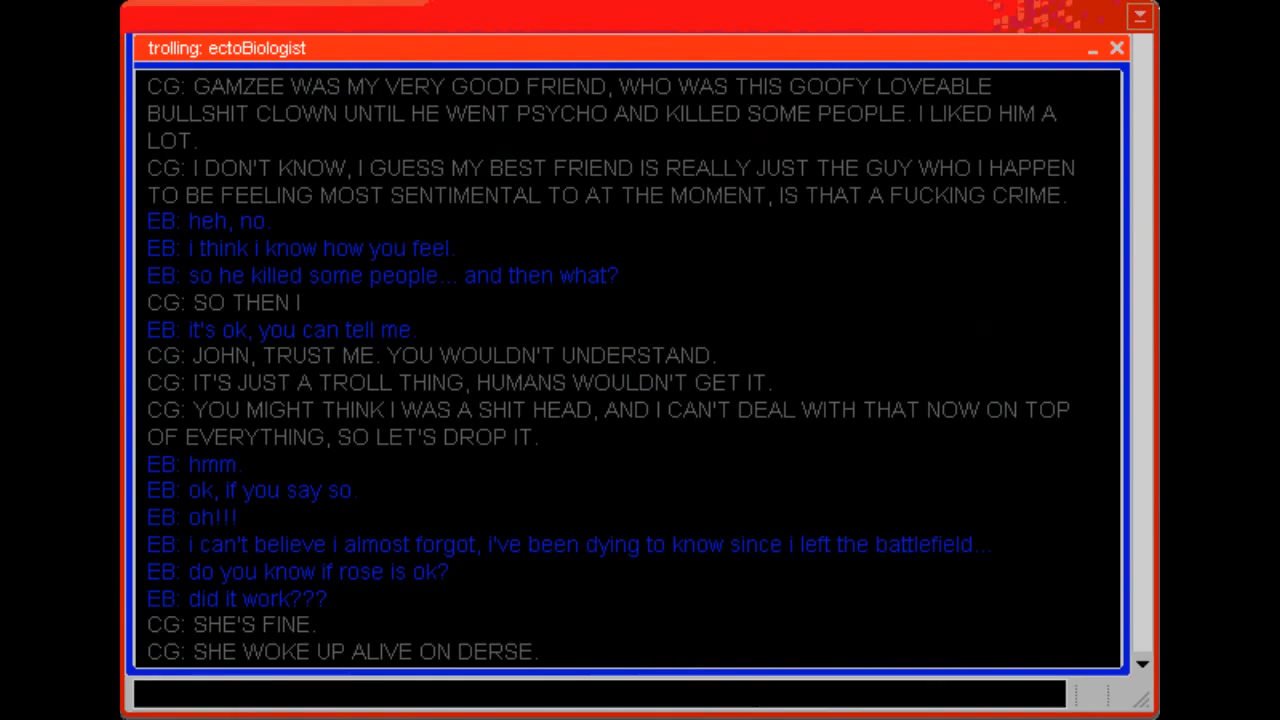 trolling: ectoBiologist
CG: GAMZEE WAS MY VERY GOOD FRIEND, WHO WAS THIS GOOFY LOVEABLE
BULLSHIT CLOWN UNTIL HE WENT PSYCHO AND KILLED SOME PEOPLE. I LIKED HIM A
LOT.
CG: I DON'T KNOW, I GUESS MY BEST FRIEND IS REALLY JUST THE GUY WHO I HAPPEN
TO BE FEELING MOST SENTIMENTAL TO AT THE MOMENT, IS THAT A FUCKING CRIME.
EB: heh, no.
EB: i think i know how you feel.
EB: so he killed some people... and then what?
CG: SO THEN I
EB: it's ok, you can tell me.
CG: JOHN, TRUST ME. YOU WOULDN'T UNDERSTAND.
CG: IT'S JUST A TROLL THING, HUMANS WOULDN'T GET IT.
CG: YOU MIGHT THINK I WAS A SHIT HEAD, AND I CAN'T DEAL WITH THAT NOW ON TOP
OF EVERYTHING, SO LET'S DROP IT.
EB: hmm.
EB: ok, if you say so.
EB: oh!!!
EB: i can't believe i almost forgot, i've been dying to know since i left the battlefield...
EB: do you know if rose is ok?
EB: did it work???
CG: SHE'S FINE.
CG: SHE WOKE UP ALIVE ON DERSE.